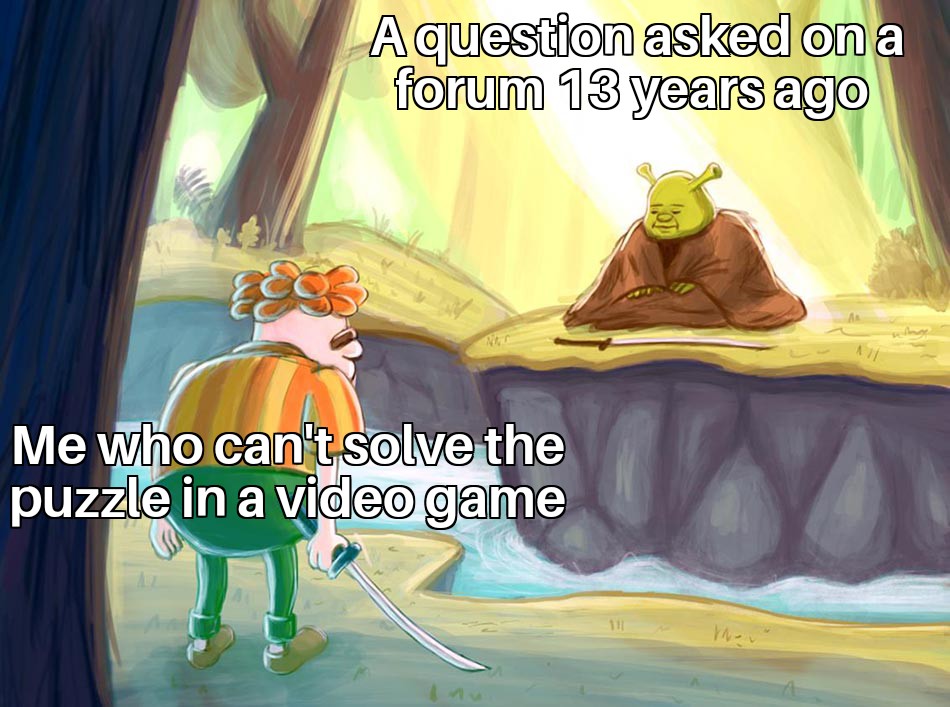 A question asked on a
forum 13 years ago
Me who can't solve the
puzzle in a video game